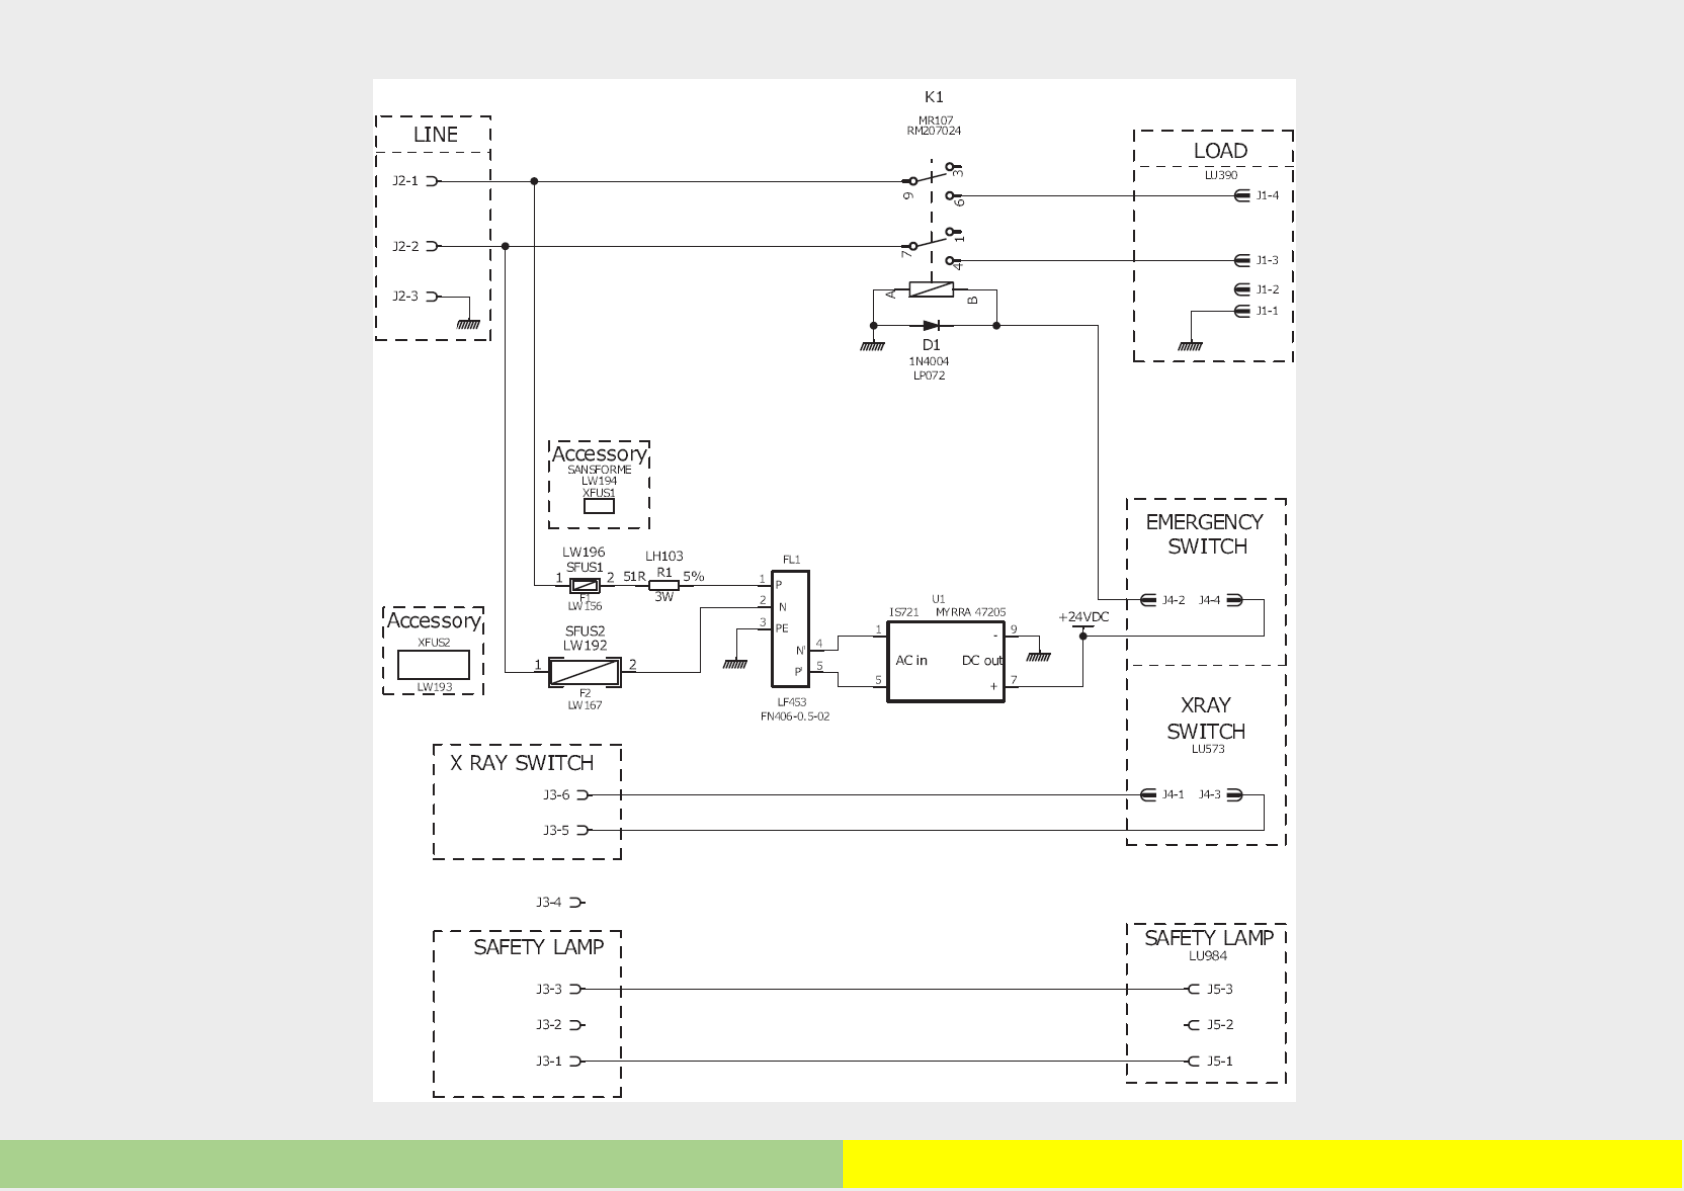 K1
MR107
RM207024
LINE
J2-1
J2-2
J2-3
9
3
6
7
1
4
A
B
D1
1N4004
LP072
LOAD
LU390
J1-4
J1-3
J1-2
J1-1
Accessory
SANSFORME
LW194
XFUS1
LW196
SFUS1
1
2
F1
LW156
LH103
51R
R1
5%
3W
Accessory
XFUS2
LW193
SFUS2
LW192
1
2
F2
LW167
FL1
1
P
2
N
3
PE
4
N'
5
P'
LF453
FN406-0.5-02
U1
IS721
MYRRA 47205
1
-
9
AC in
DC out
5
+
7
+24VDC
EMERGENCY
SWITCH
J4-2
J4-4
XRAY
SWITCH
LU573
J4-1
J4-3
X RAY SWITCH
J3-6
J3-5
J3-4
SAFETY LAMP
J3-3
J3-2
J3-1
SAFETY LAMP
LU984
J5-3
J5-2
J5-1